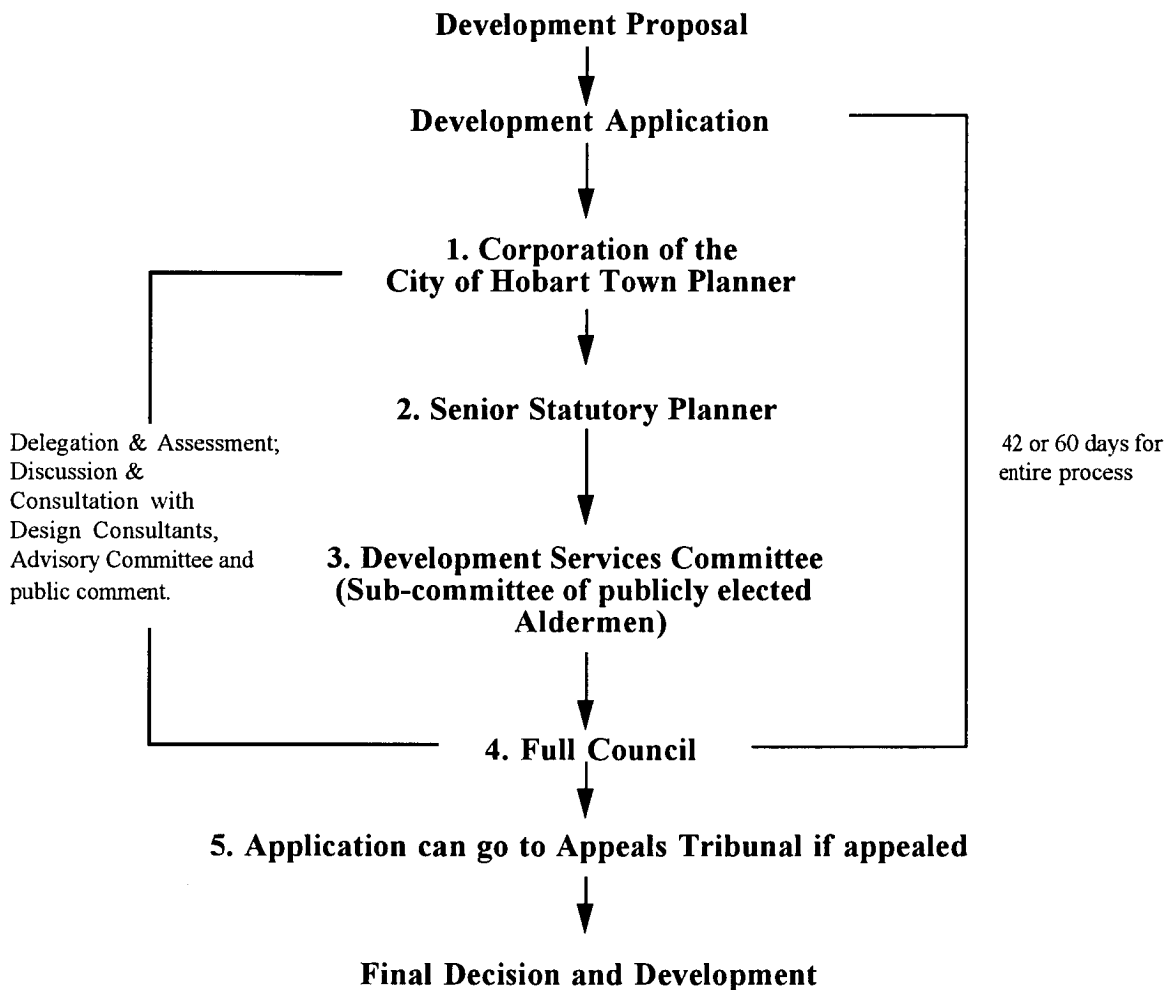 Development Proposal
Development Application
1. Corporation of the
City of Hobart Town Planner
2. Senior Statutory Planner
Delegation & Assessment;
Discussion &
Consultation with
Design Consultants,
Advisory Committee and
public comment.
42 or 60 days for
entire process
3. Development Services Committee
(Sub-committee of publicly elected
Aldermen)
4. Full Council
5. Application can go to Appeals Tribunal if appealed
Final Decision and Development